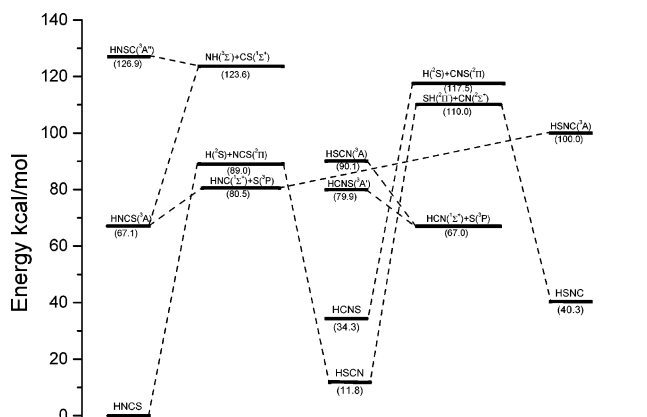 Energy kcal/mol
140
120
100
80
60
40
20
0
HNSC(³A")
(126.9)
NH(³Σ⁻)+CS(¹Σ⁺)
(123.6)
H(²S)+CNS(²Π)
(117.5)
SH(²Π)+CN(²Σ⁺)
(110.0)
HSNC(³A)
(100.0)
H(²S)+NCS(²Π)
(89.0)
HNC(¹Σ⁺)+S(³P)
(80.5)
HSCN(³A)
(90.1)
HCNS(³A')
(79.9)
HNCS(³A)
(67.1)
HCN(¹Σ⁺)+S(³P)
(67.0)
HCNS
(34.3)
HSNC
(40.3)
HSCN
(11.8)
HNCS